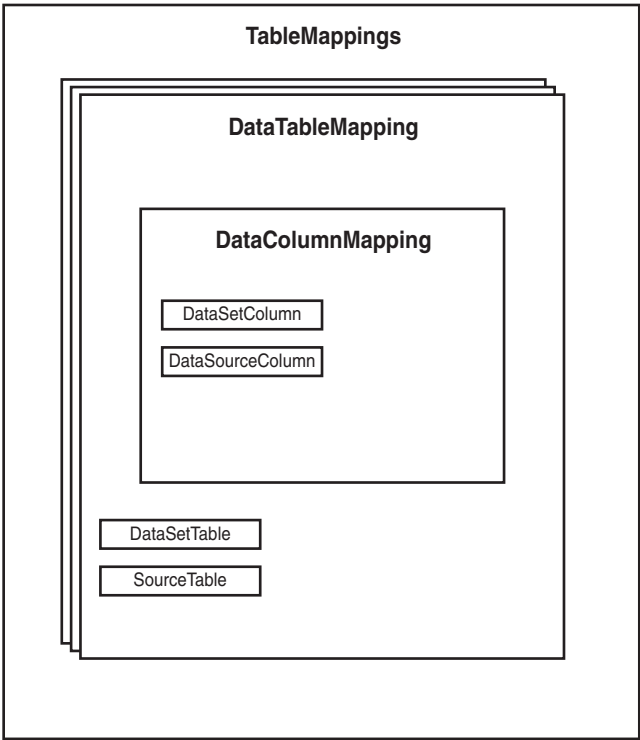 TableMappings
DataTableMapping
DataColumnMapping
DataSetColumn
DataSourceColumn
DataSetTable
SourceTable